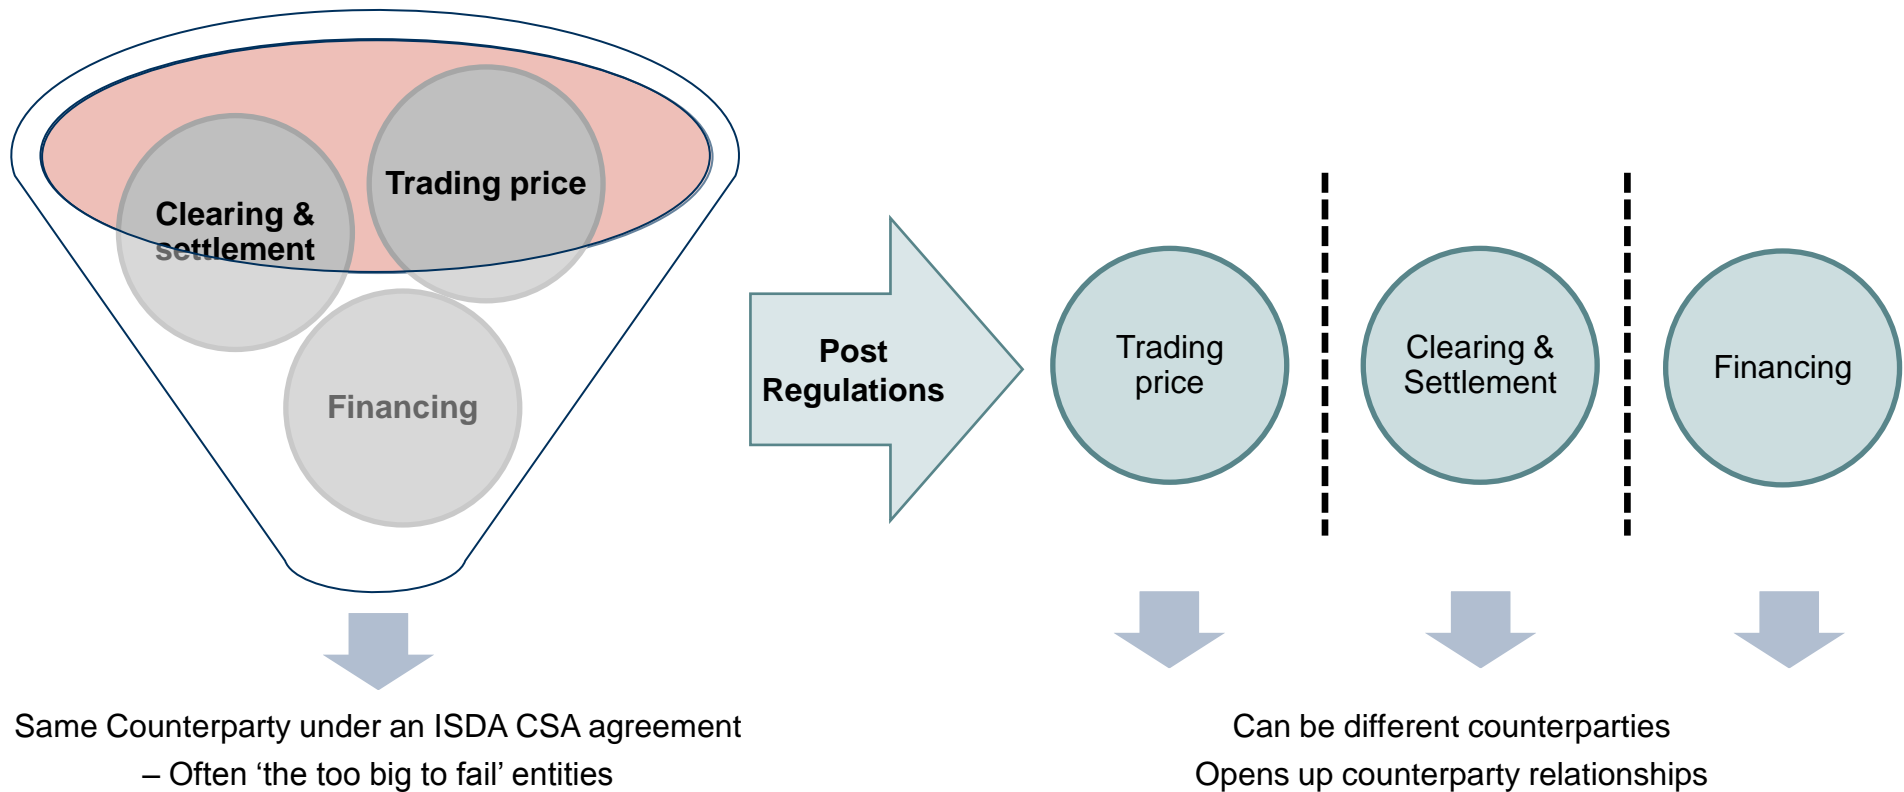 Trading price
Clearing &
settlement
Financing
Post
Regulations
Trading
price
Clearing &
Settlement
Financing
Same Counterparty under an ISDA CSA agreement
– Often ‘the too big to fail’ entities
Can be different counterparties
Opens up counterparty relationships